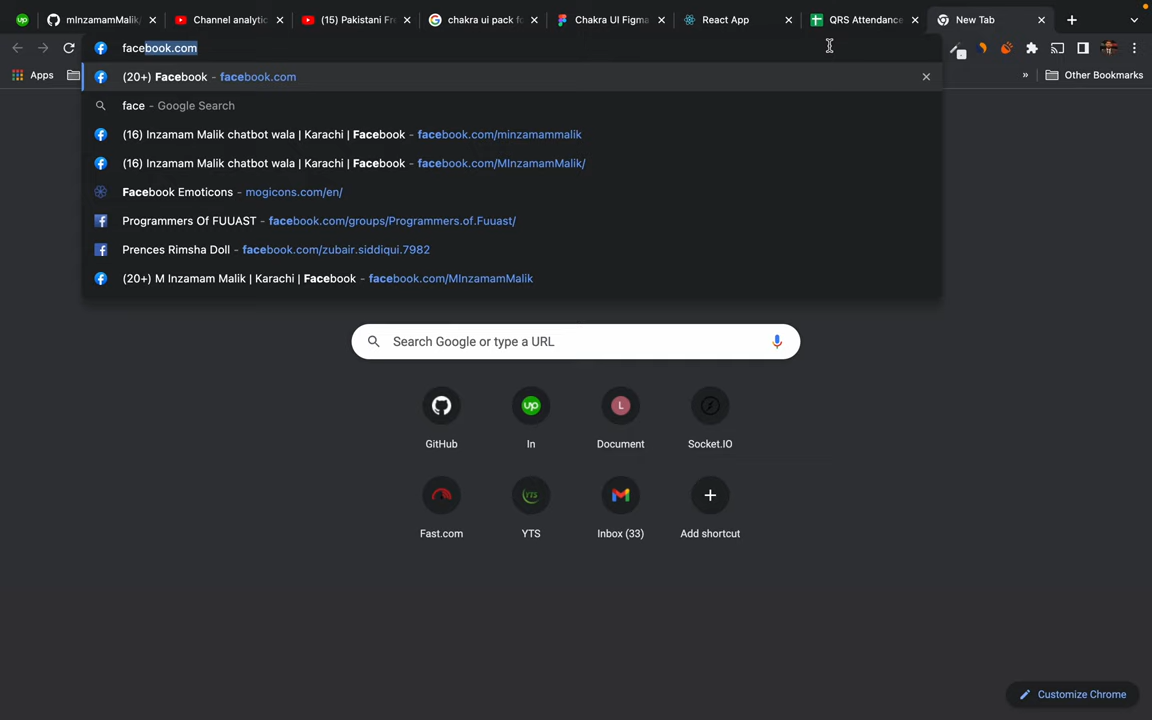 mInzamamMalik/
Channel analytic
(15) Pakistani Fr
chakra ui pack fo
Chakra UI Figma
React App
QRS Attendance
New Tab
facebook.com
Apps
Other Bookmarks
(20+) Facebook - facebook.com
face - Google Search
(16) Inzamam Malik chatbot wala | Karachi | Facebook - facebook.com/minzamammalik
(16) Inzamam Malik chatbot wala | Karachi | Facebook - facebook.com/MInzamamMalik/
Facebook Emoticons - mogicons.com/en/
Programmers Of FUUAST - facebook.com/groups/Programmers.of.Fuuast/
Prences Rimsha Doll - facebook.com/zubair.siddiqui.7982
(20+) M Inzamam Malik | Karachi | Facebook - facebook.com/MInzamamMalik
Search Google or type a URL
GitHub
In
Document
Socket.IO
Fast.com
YTS
Inbox (33)
Add shortcut
Customize Chrome